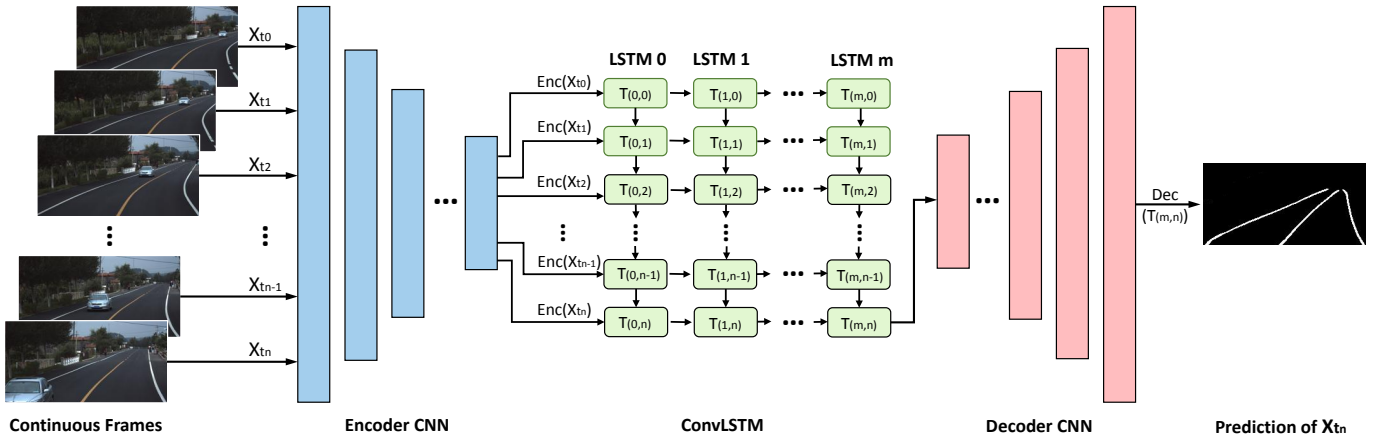 Xt0
Xt1
Xt2
Xtn-1
Xtn
LSTM 0 LSTM 1 LSTM m
Enc(Xt0) T(0,0) T(1,0) ••• T(m,0)
Enc(Xt1) T(0,1) T(1,1) ••• T(m,1)
Enc(Xt2) T(0,2) T(1,2) ••• T(m,2)
Enc(Xtn-1) T(0,n-1) T(1,n-1) ••• T(m,n-1)
Enc(Xtn) T(0,n) T(1,n) ••• T(m,n)
Dec
(T(m,n))
Continuous Frames Encoder CNN ConvLSTM Decoder CNN Prediction of Xtn